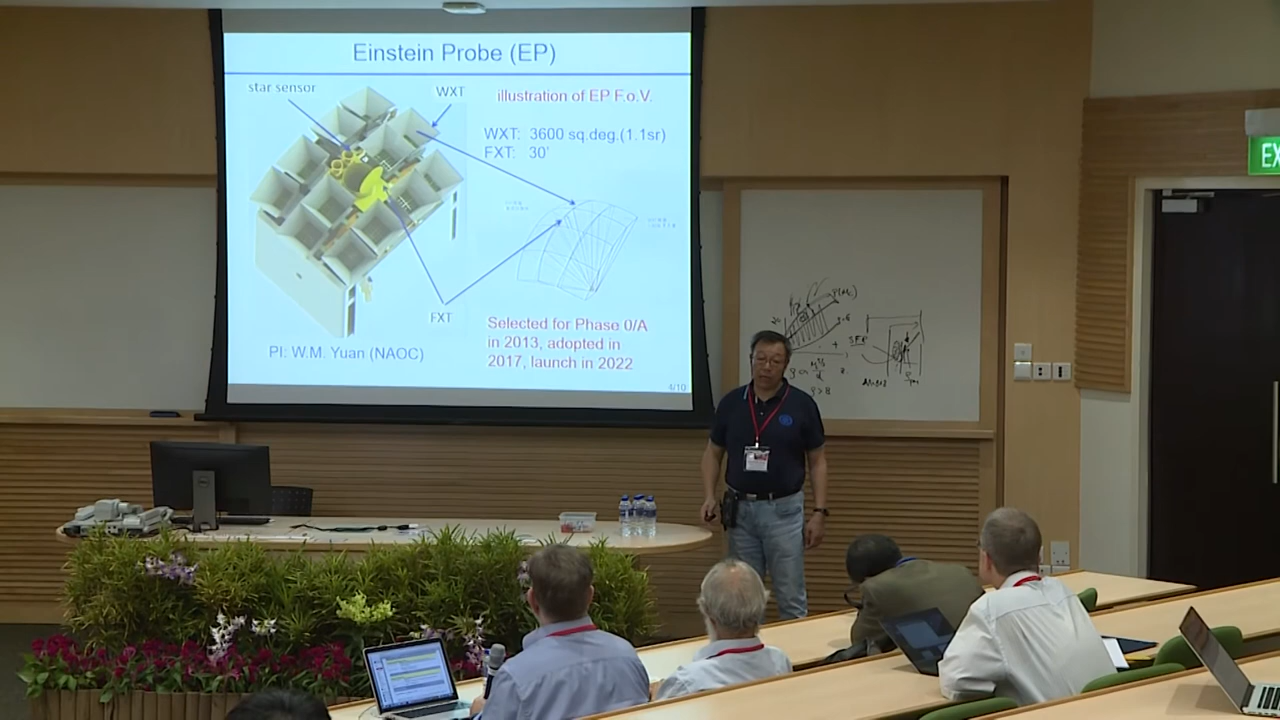 Einstein Probe (EP)
star sensor
WXT
illustration of EP F.o.V.
WXT: 3600 sq.deg.(1.1sr)
FXT: 30'
FXT
Selected for Phase 0/A
in 2013, adopted in
2017, launch in 2022
PI: W.M. Yuan (NAOC)
4/10
EX